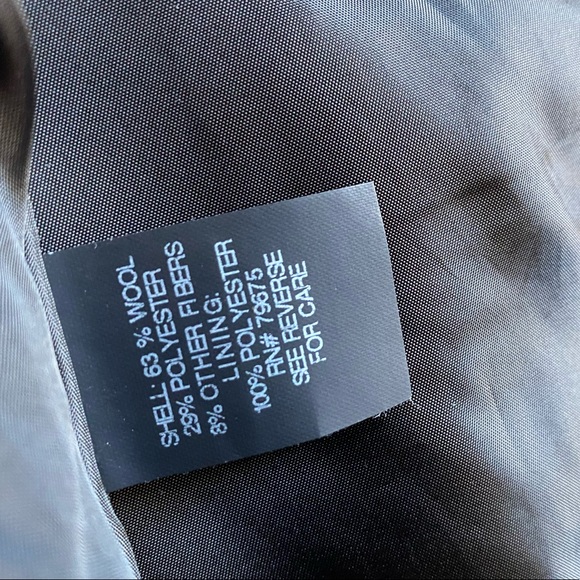 SHELL: 63 % WOOL
29% POLYESTER
8% OTHER FIBERS
LINING:
100% POLYESTER
RN# 79675
SEE REVERSE
FOR CARE